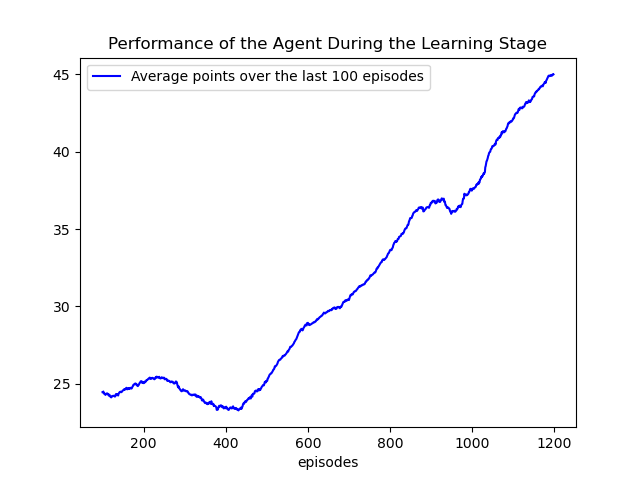 Performance of the Agent During the Learning Stage
Average points over the last 100 episodes
45
40
35
30
25
200 400 600 800 1000 1200
episodes